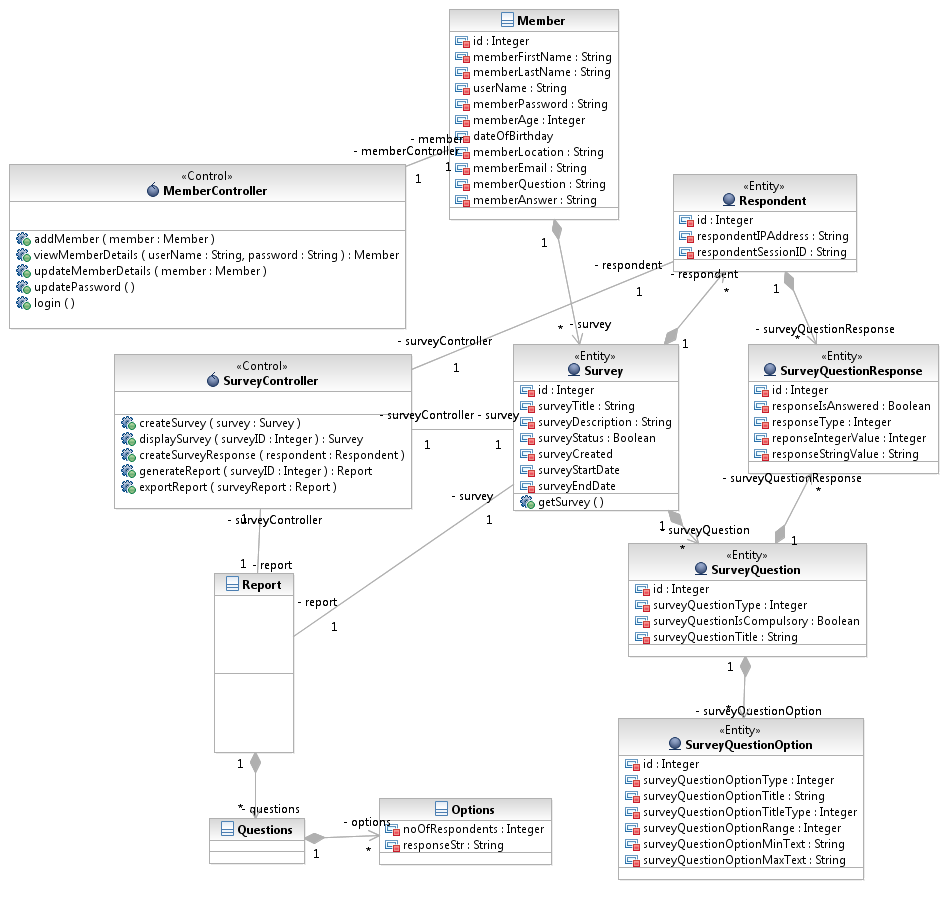 Member
id : Integer
memberFirstName : String
memberLastName : String
userName : String
memberPassword : String
memberAge : Integer
dateOfBirthday
memberLocation : String
memberEmail : String
memberQuestion : String
memberAnswer : String
- member
- memberController
1
1
«Control»
MemberController
addMember ( member : Member )
viewMemberDetails ( userName : String, password : String ) : Member
updateMemberDetails ( member : Member )
updatePassword ( )
login ( )
«Entity»
Respondent
id : Integer
respondentIPAddress : String
respondentSessionID : String
1
- respondent
- respondent
1
*
1
* - survey
- surveyController
1
1
- surveyQuestionResponse
*
«Control»
SurveyController
createSurvey ( survey : Survey )
displaySurvey ( surveyID : Integer ) : Survey
createSurveyResponse ( respondent : Respondent )
generateReport ( surveyID : Integer ) : Report
exportReport ( surveyReport : Report )
- surveyController - survey
1
1
«Entity»
Survey
id : Integer
surveyTitle : String
surveyDescription : String
surveyStatus : Boolean
surveyCreated
surveyStartDate
surveyEndDate
getSurvey ( )
«Entity»
SurveyQuestionResponse
id : Integer
responseIsAnswered : Boolean
responseType : Integer
reponseIntegerValue : Integer
responseStringValue : String
- surveyQuestionResponse
*
- survey
1
1
- surveyController
1
- surveyQuestion
*
1
1 - report
Report
- report
1
«Entity»
SurveyQuestion
id : Integer
surveyQuestionType : Integer
surveyQuestionIsCompulsory : Boolean
surveyQuestionTitle : String
1
*
- surveyQuestionOption
«Entity»
SurveyQuestionOption
id : Integer
surveyQuestionOptionType : Integer
surveyQuestionOptionTitle : String
surveyQuestionOptionTitleType : Integer
surveyQuestionOptionRange : Integer
surveyQuestionOptionMinText : String
surveyQuestionOptionMaxText : String
1
*- questions
Questions
1
- options
*
Options
noOfRespondents : Integer
responseStr : String